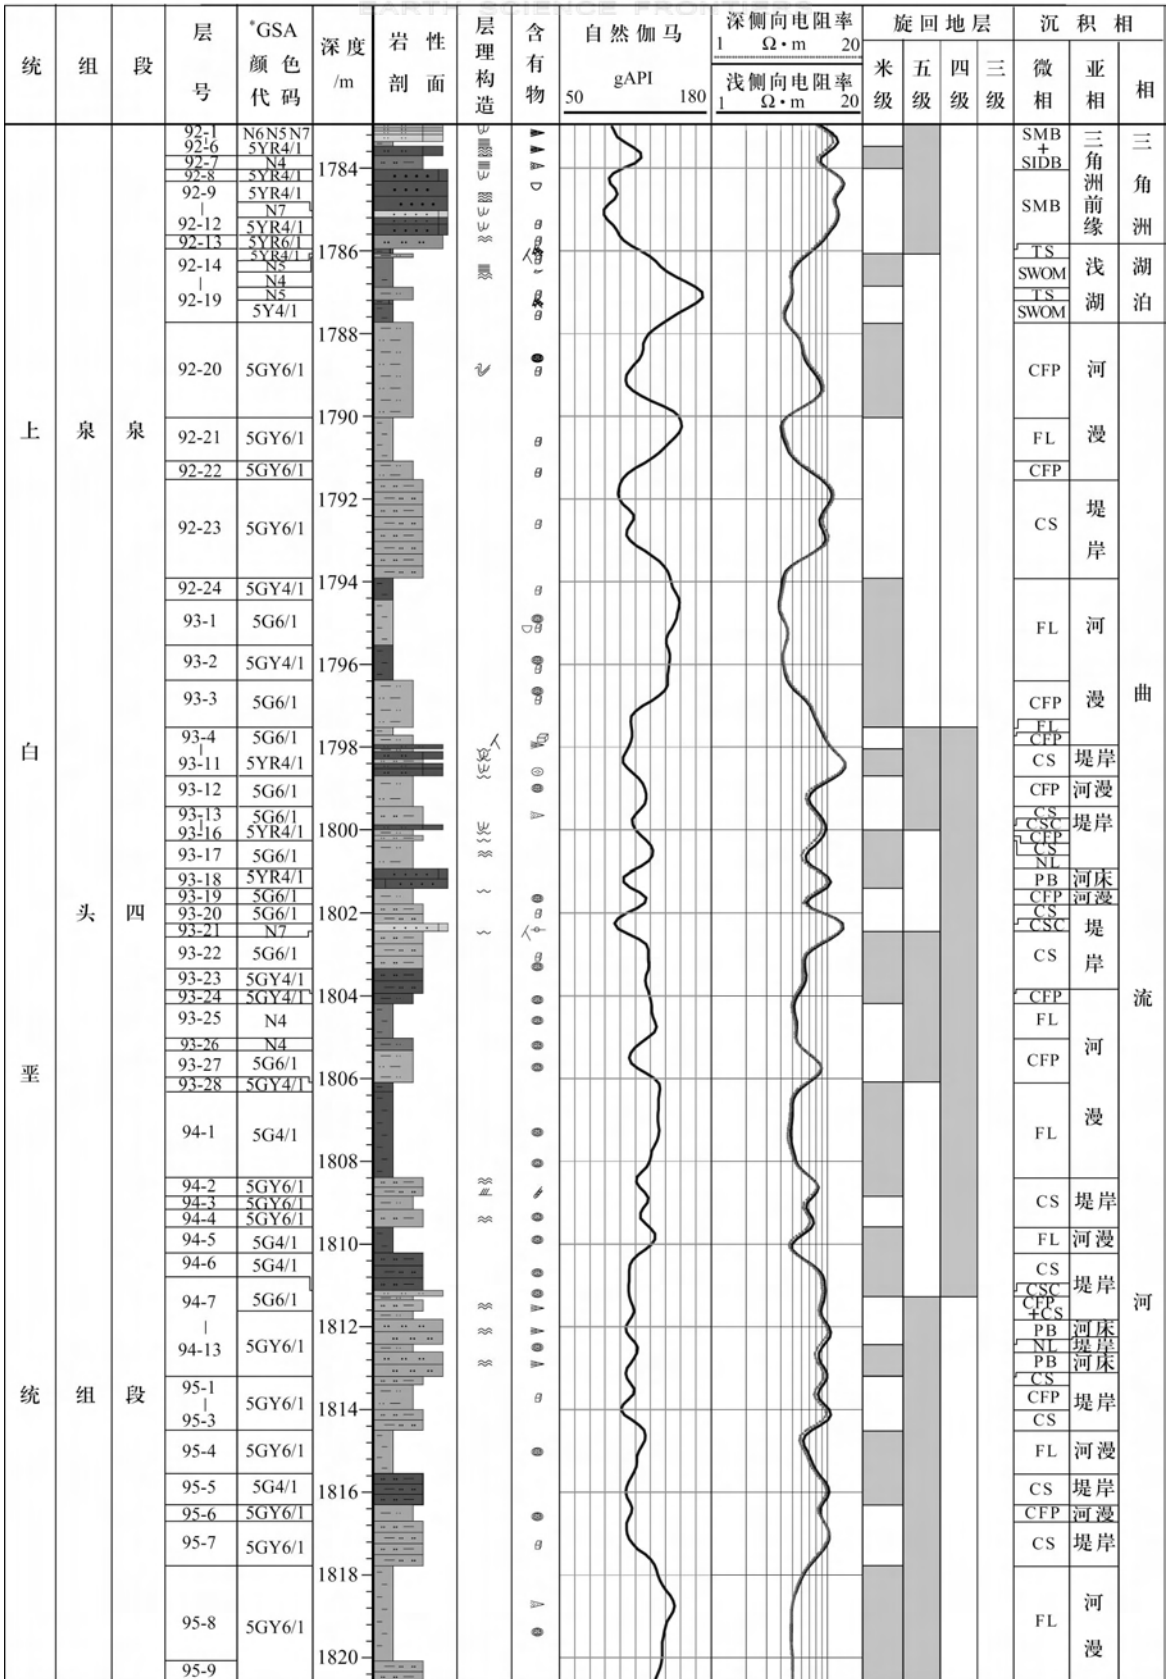 EARTH SCIENCE FRONTIERS
统 组 段 层号 *GSA颜色代码 深度/m 岩性剖面 层理构造 含有物 自然伽马 gAPI 50 180
深侧向电阻率 1 Ω·m 20
浅侧向电阻率 1 Ω·m 20
旋回地层 米级 五级 四级 三级
沉积相 微相 亚相 相
92-1 N6 N5 N7 SMB
92-6 5YR4/1 +
92-7 N4 1784 SIDB
92-8 5YR4/1
92-9 5YR4/1
N7 SMB 三角洲前缘 三角洲
92-12 5YR4/1
92-13 5YR6/1
5YR4/1 1786 TS
92-14 N5 SWOM 浅湖 湖泊
N4
92-19 N5 TS
5Y4/1 SWOM
1788
92-20 5GY6/1 CFP 河漫
1790
上统 泉组 泉段 92-21 5GY6/1 FL
92-22 5GY6/1 CFP
1792
92-23 5GY6/1 CS 堤岸
1794
92-24 5GY4/1
93-1 5G6/1 FL 河漫
93-2 5GY4/1 1796
93-3 5G6/1 CFP 曲
FL
93-4 5G6/1 CFP
白 1798
93-11 5YR4/1 CS 堤岸
93-12 5G6/1 CFP 河漫
93-13 5G6/1 CS 堤岸
93-16 5YR4/1 1800 CSC
CFP
93-17 5G6/1 CS
NL
93-18 5YR4/1 PB 河床
93-19 5G6/1 CFP 河漫
头 四 93-20 5G6/1 1802 CS 堤岸
93-21 N7 CSC
93-22 5G6/1 CS
93-23 5GY4/1
93-24 5GY4/1 1804 CFP 流
93-25 N4 FL 河漫
93-26 N4
93-27 5G6/1 CFP
垩 93-28 5GY4/1 1806
94-1 5G4/1 FL
1808
94-2 5GY6/1
94-3 5GY6/1 CS 堤岸
94-4 5GY6/1
94-5 5G4/1 1810 FL 河漫
94-6 5G4/1 CS 堤岸
CSC
94-7 5G6/1 CFP 河
+CS
1812 PB 河床
94-13 5GY6/1 NL 堤岸
PB 河床
95-1 CS
统 组 段 5GY6/1 CFP 堤岸
95-3 1814 CS
95-4 5GY6/1 FL 河漫
95-5 5G4/1 1816 CS 堤岸
95-6 5GY6/1 CFP 河漫
95-7 5GY6/1 CS 堤岸
1818
95-8 5GY6/1 FL 河漫
1820
95-9